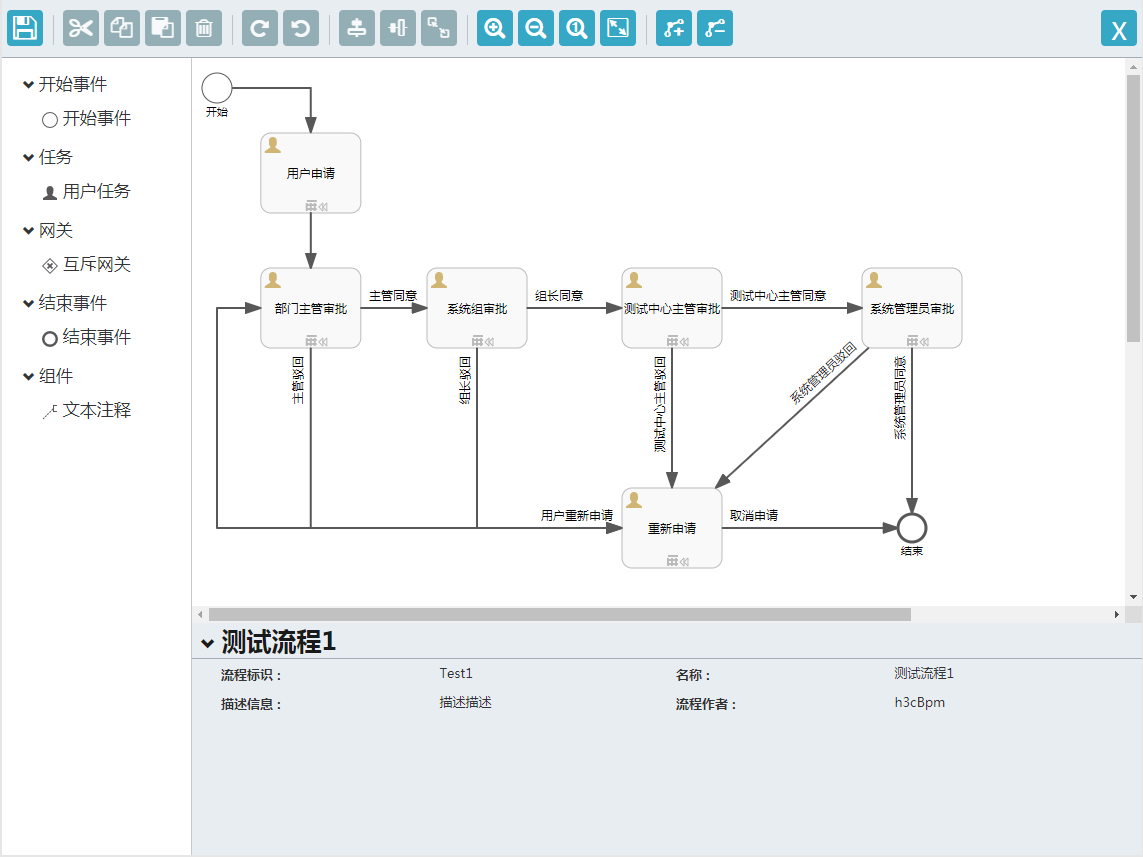 1
X
开始事件
开始事件
任务
用户任务
网关
互斥网关
结束事件
结束事件
组件
文本注释
开始
用户申请
部门主管审批
主管同意
系统组审批
组长同意
测试中心主管审批
测试中心主管同意
系统管理员审批
主管驳回
组长驳回
测试中心主管驳回
系统管理员驳回
系统管理员同意
用户重新申请
重新申请
取消申请
结束
测试流程1
流程标识：
Test1
名称：
测试流程1
描述信息：
描述描述
流程作者：
h3cBpm